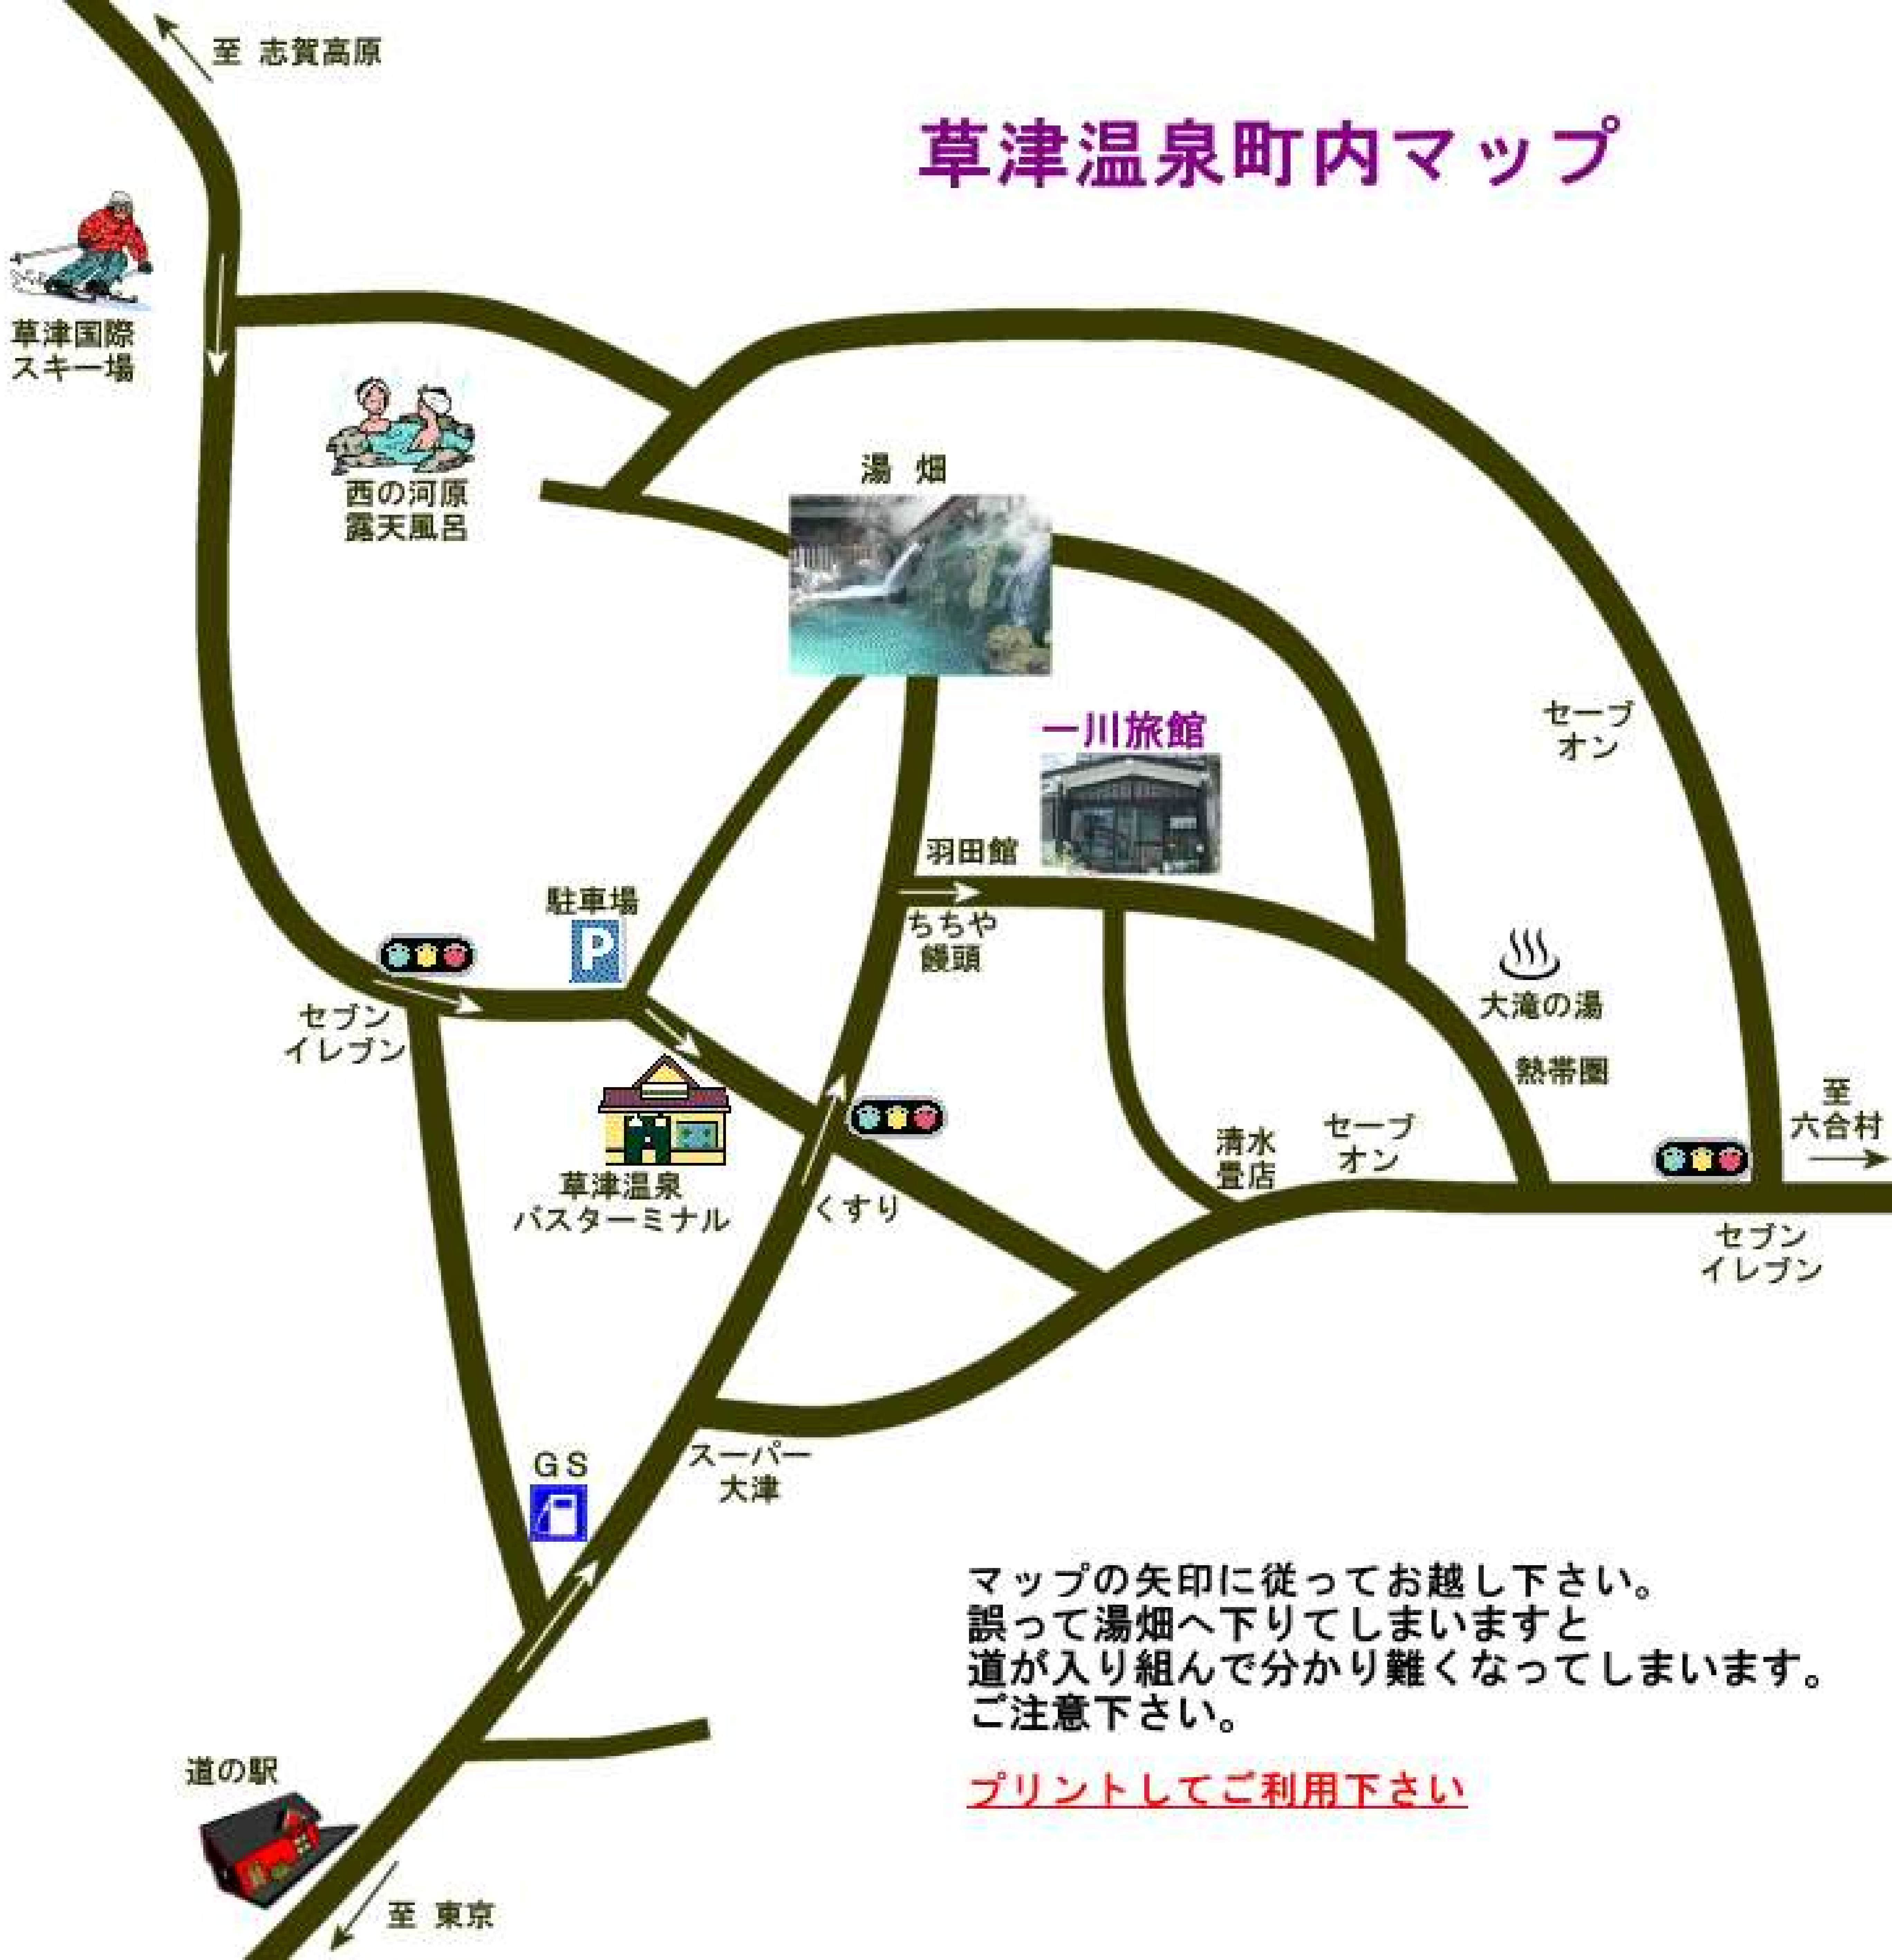 至 志賀高原
草津温泉町内マップ
草津国際
スキー場
西の河原
露天風呂
湯 畑
一川旅館
セーブ
オン
羽田館
駐車場
P
ちちや
饅頭
大滝の湯
セブン
イレブン
熱帯圏
至
六合村
セーブ
オン
清水
畳店
草津温泉
バスターミナル
くすり
セブン
イレブン
スーパー
大津
GS
マップの矢印に従ってお越し下さい。
誤って湯畑へ下りてしまいますと
道が入り組んで分かり難くなってしまいます。
ご注意下さい。
道の駅
プリントしてご利用下さい
至 東京